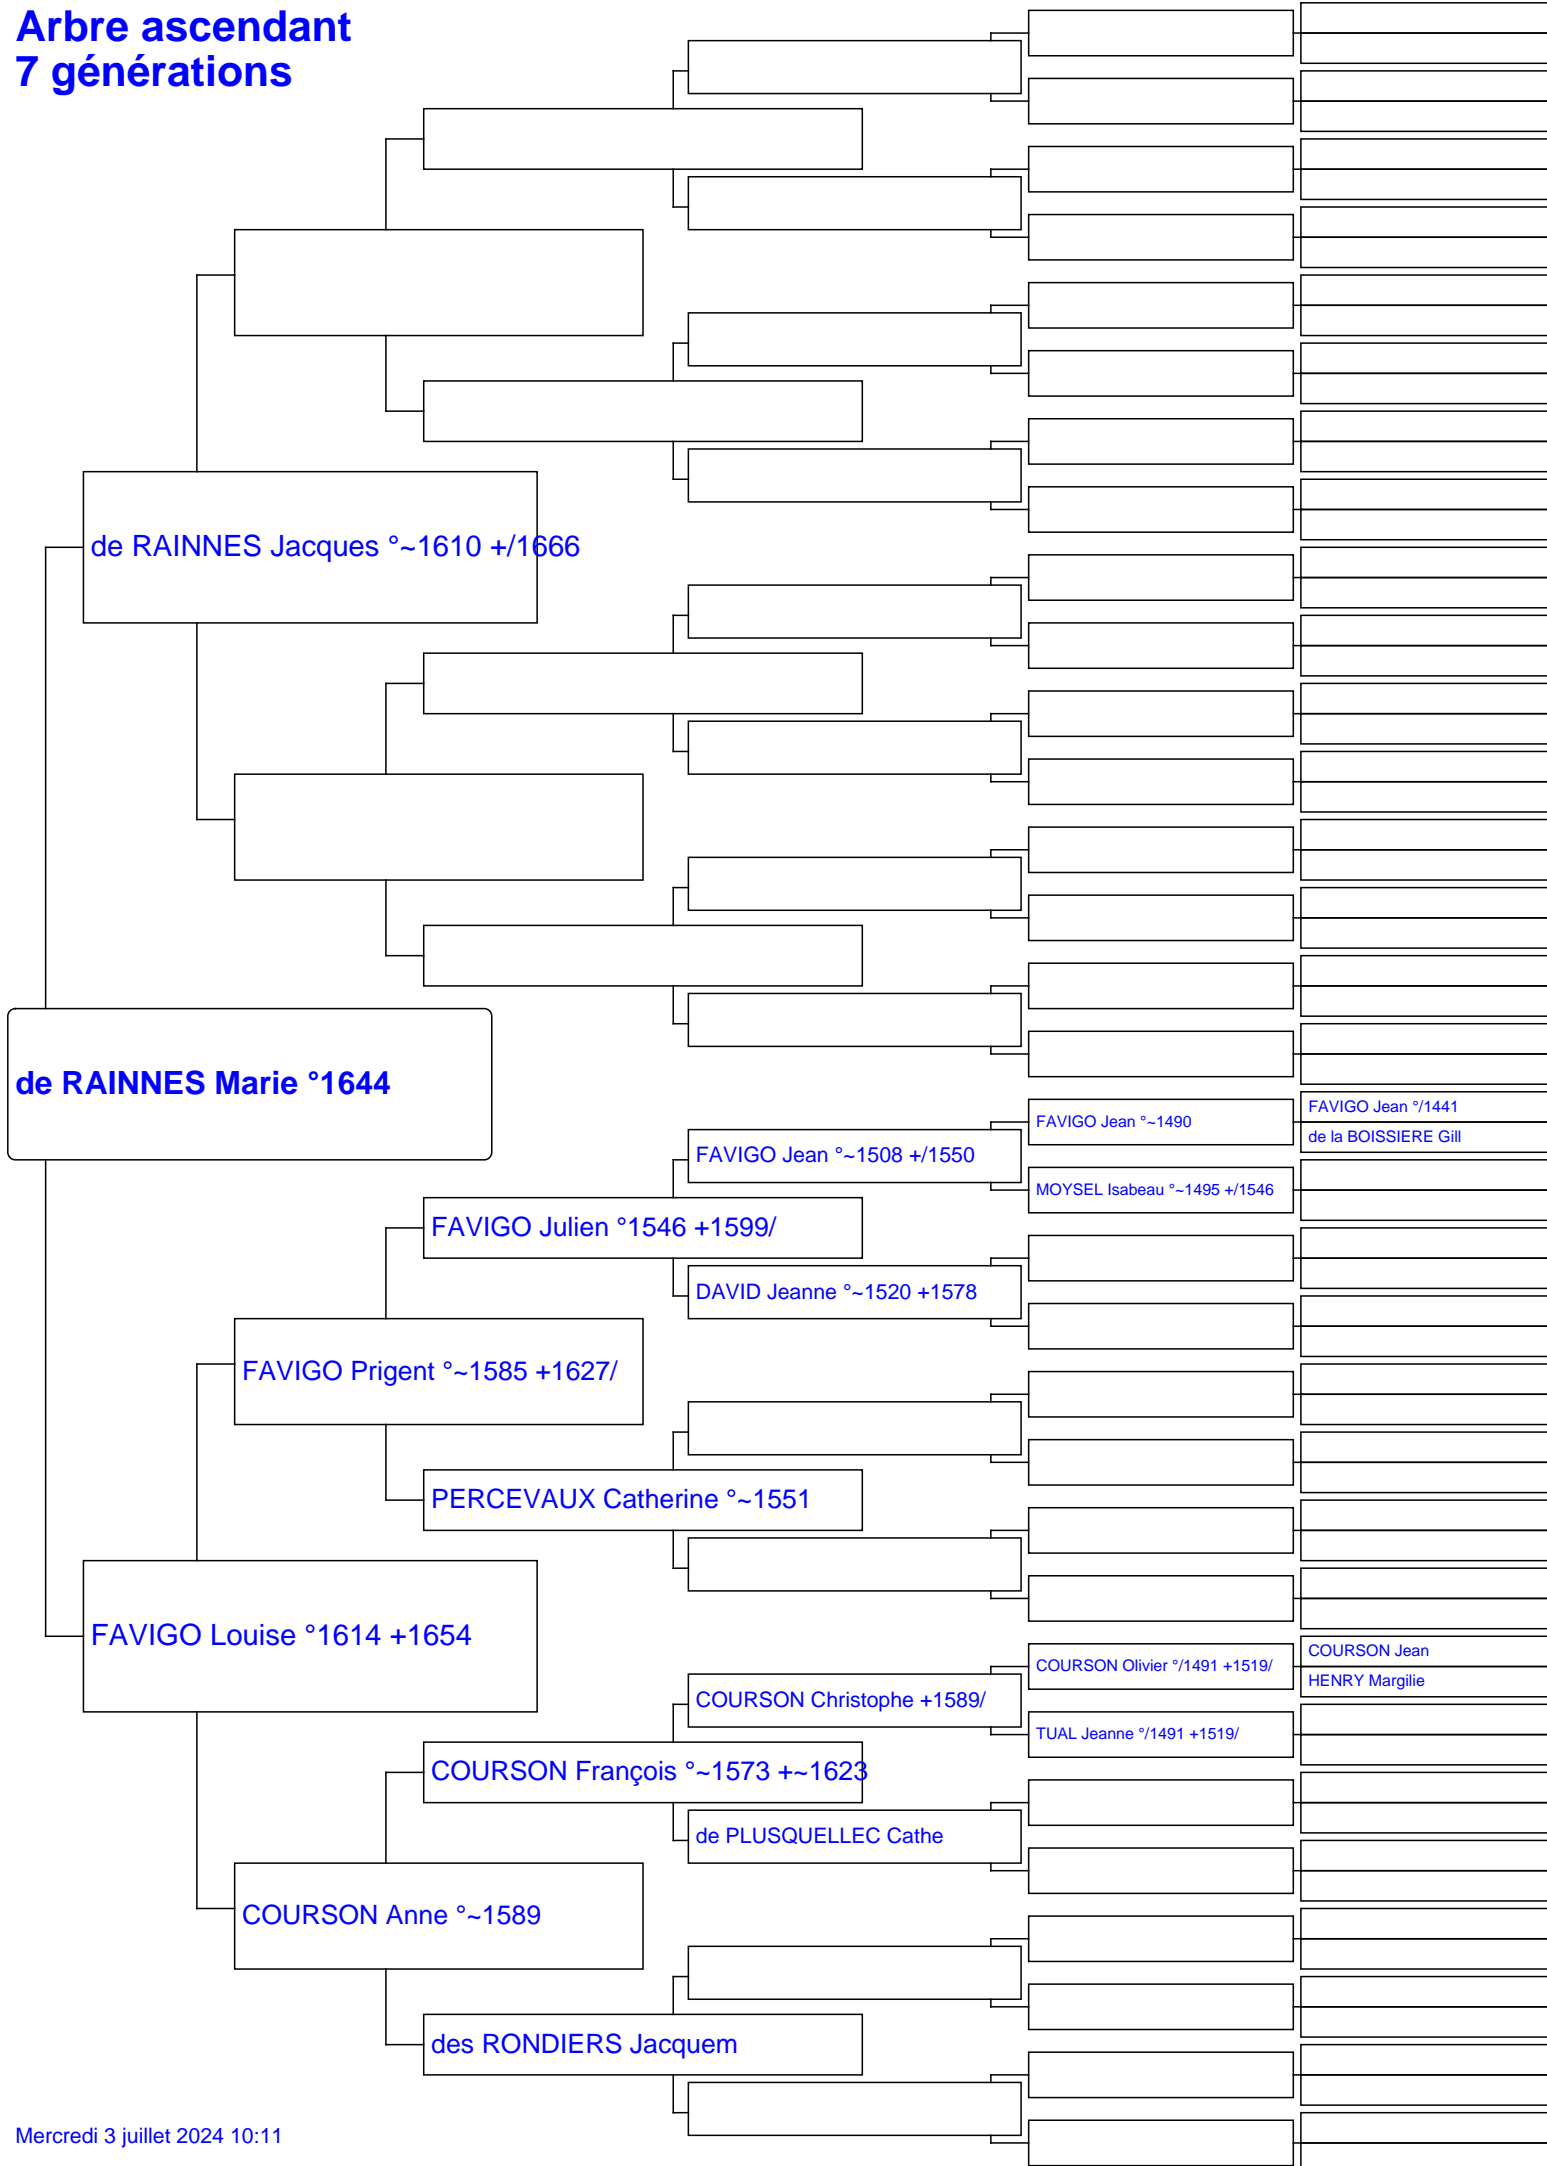 Arbre ascendant
7 générations
de RAINNES Jacques °~1610 +/1666
de RAINNES Marie °1644
FAVIGO Jean °/1441
FAVIGO Jean °~1490
de la BOISSIERE Gill
FAVIGO Jean °~1508 +/1550
MOYSEL Isabeau °~1495 +/1546
FAVIGO Julien °1546 +1599/
DAVID Jeanne °~1520 +1578
FAVIGO Prigent °~1585 +1627/
PERCEVAUX Catherine °~1551
FAVIGO Louise °1614 +1654
COURSON Jean
COURSON Olivier °/1491 +1519/
HENRY Margilie
COURSON Christophe +1589/
TUAL Jeanne °/1491 +1519/
COURSON François °~1573 +~1623
de PLUSQUELLEC Cathe
COURSON Anne °~1589
des RONDIERS Jacquem
Mercredi 3 juillet 2024 10:11